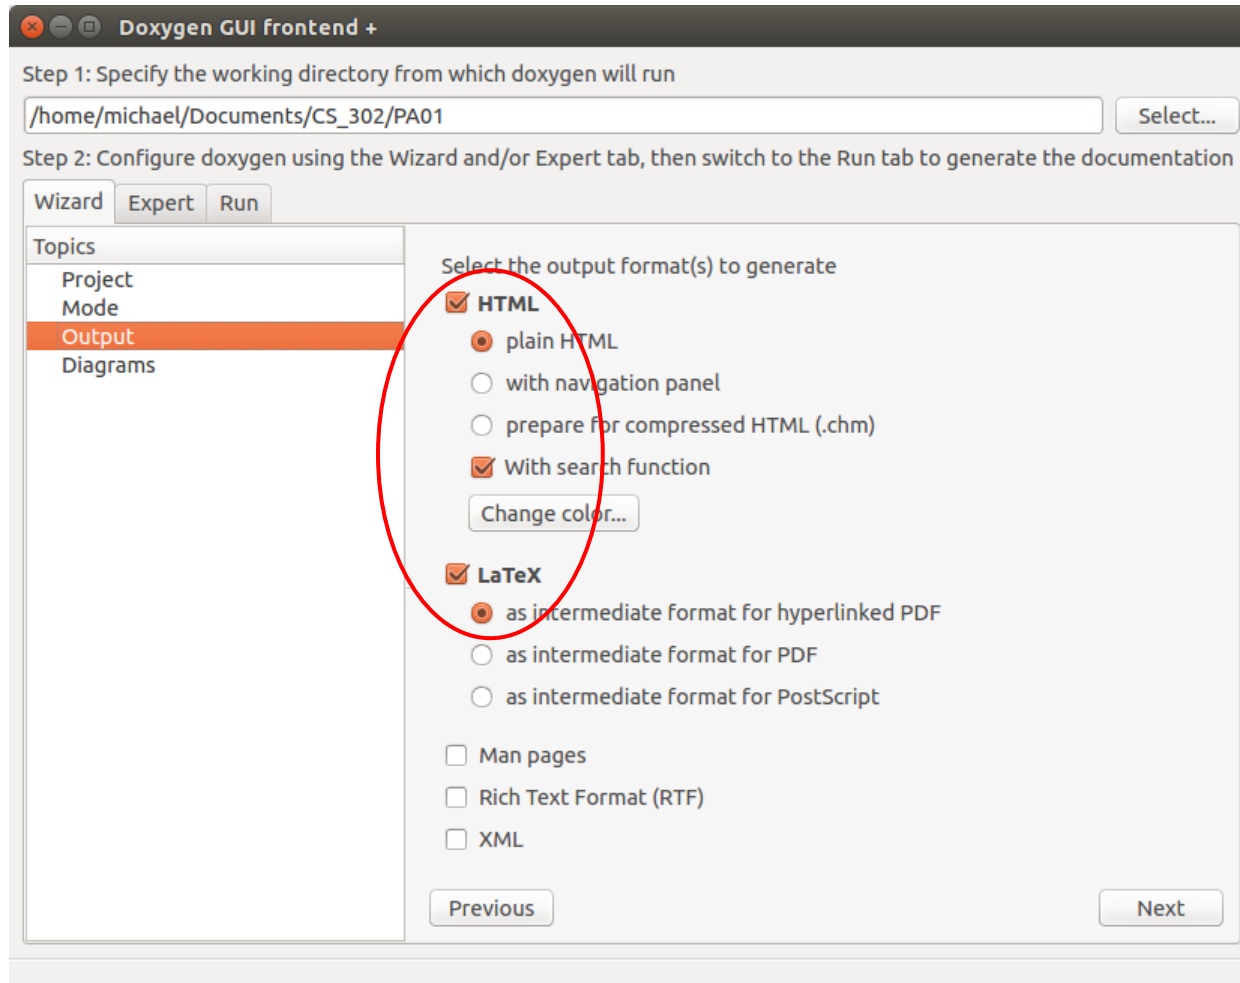 Doxygen GUI frontend +
Step 1: Specify the working directory from which doxygen will run
/home/michael/Documents/CS_302/PA01
Select...
Step 2: Configure doxygen using the Wizard and/or Expert tab, then switch to the Run tab to generate the documentation
Wizard Expert Run
Topics
Project
Mode
Output
Diagrams
Select the output format(s) to generate
HTML
plain HTML
with navigation panel
prepare for compressed HTML (.chm)
With search function
Change color...
LaTeX
as intermediate format for hyperlinked PDF
as intermediate format for PDF
as intermediate format for PostScript
Man pages
Rich Text Format (RTF)
XML
Previous
Next